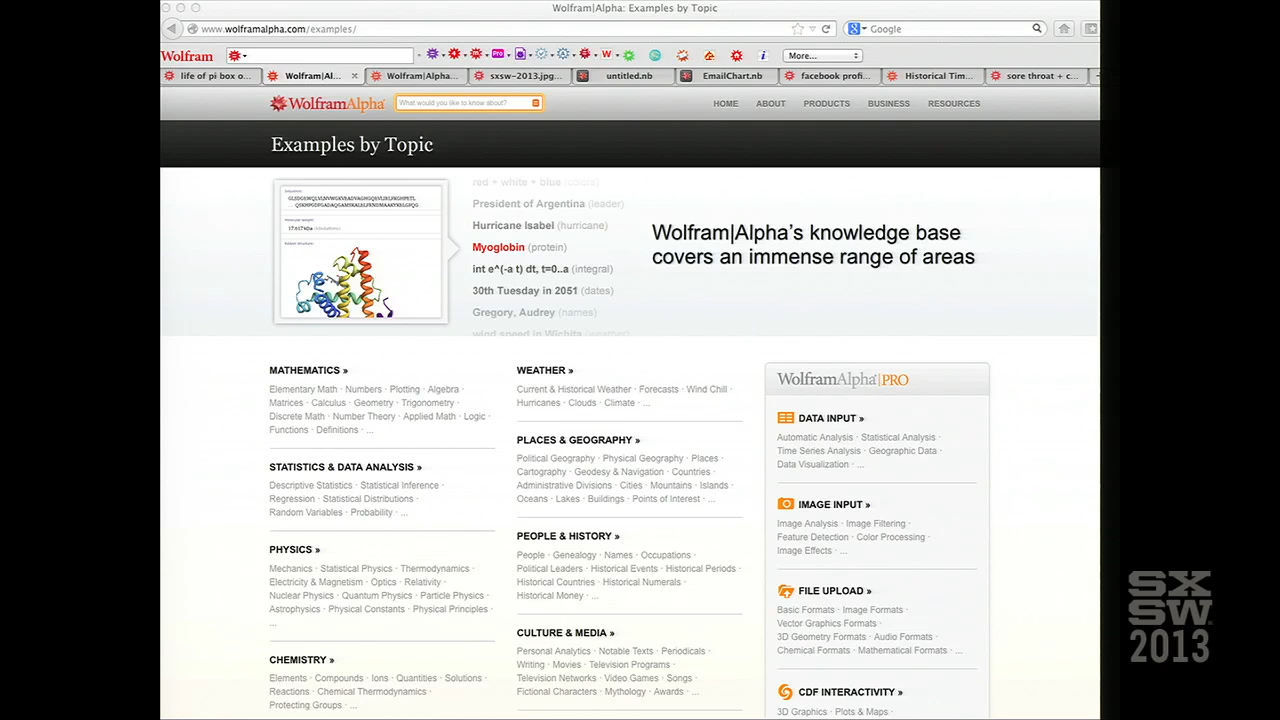 Wolfram|Alpha: Examples by Topic
www.wolframalpha.com/examples/
Google
Wolfram
Pro
W
i
More...
life of pi box o...
Wolfram|Al...
Wolfram|Alpha...
sxsw-2013.jpg...
untitled.nb
EmailChart.nb
facebook profi...
Historical Tim...
sore throat + c...
WolframAlpha
What would you like to know about?
HOME ABOUT PRODUCTS BUSINESS RESOURCES
Examples by Topic
red + white + blue (colors)
President of Argentina (leader)
Hurricane Isabel (hurricane)
Myoglobin (protein)
int e^(-a t) dt, t=0..a (integral)
30th Tuesday in 2051 (dates)
Gregory, Audrey (names)
wind speed in Wichita (weather)
Wolfram|Alpha's knowledge base
covers an immense range of areas
MATHEMATICS »
Elementary Math · Numbers · Plotting · Algebra ·
Matrices · Calculus · Geometry · Trigonometry ·
Discrete Math · Number Theory · Applied Math · Logic ·
Functions · Definitions · ...
STATISTICS & DATA ANALYSIS »
Descriptive Statistics · Statistical Inference ·
Regression · Statistical Distributions ·
Random Variables · Probability · ...
PHYSICS »
Mechanics · Statistical Physics · Thermodynamics ·
Electricity & Magnetism · Optics · Relativity ·
Nuclear Physics · Quantum Physics · Particle Physics ·
Astrophysics · Physical Constants · Physical Principles ·
...
CHEMISTRY »
Elements · Compounds · Ions · Quantities · Solutions ·
Reactions · Chemical Thermodynamics ·
Protecting Groups · ...
WEATHER »
Current & Historical Weather · Forecasts · Wind Chill ·
Hurricanes · Clouds · Climate · ...
PLACES & GEOGRAPHY »
Political Geography · Physical Geography · Places ·
Cartography · Geodesy & Navigation · Countries ·
Administrative Divisions · Cities · Mountains · Islands ·
Oceans · Lakes · Buildings · Points of Interest · ...
PEOPLE & HISTORY »
People · Genealogy · Names · Occupations ·
Political Leaders · Historical Events · Historical Periods ·
Historical Countries · Historical Numerals ·
Historical Money · ...
CULTURE & MEDIA »
Personal Analytics · Notable Texts · Periodicals ·
Writing · Movies · Television Programs ·
Television Networks · Video Games · Songs ·
Fictional Characters · Mythology · Awards · ...
WolframAlpha|PRO
DATA INPUT »
Automatic Analysis · Statistical Analysis ·
Time Series Analysis · Geographic Data ·
Data Visualization · ...
IMAGE INPUT »
Image Analysis · Image Filtering ·
Feature Detection · Color Processing ·
Image Effects · ...
FILE UPLOAD »
Basic Formats · Image Formats ·
Vector Graphics Formats ·
3D Geometry Formats · Audio Formats ·
Chemical Formats · Mathematical Formats · ...
CDF INTERACTIVITY »
3D Graphics · Plots & Maps ·
SXSW
2013